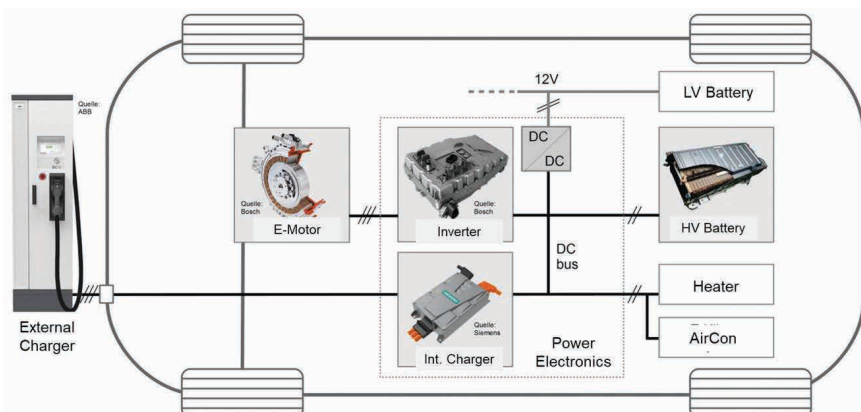 Quelle:
ABB
12V
LV Battery
DC
DC
Quelle:
Bosch
E-Motor
Quelle:
Bosch
Inverter
HV Battery
DC
bus
Heater
Quelle:
Siemens
Int. Charger
Power
Electronics
AirCon
External
Charger